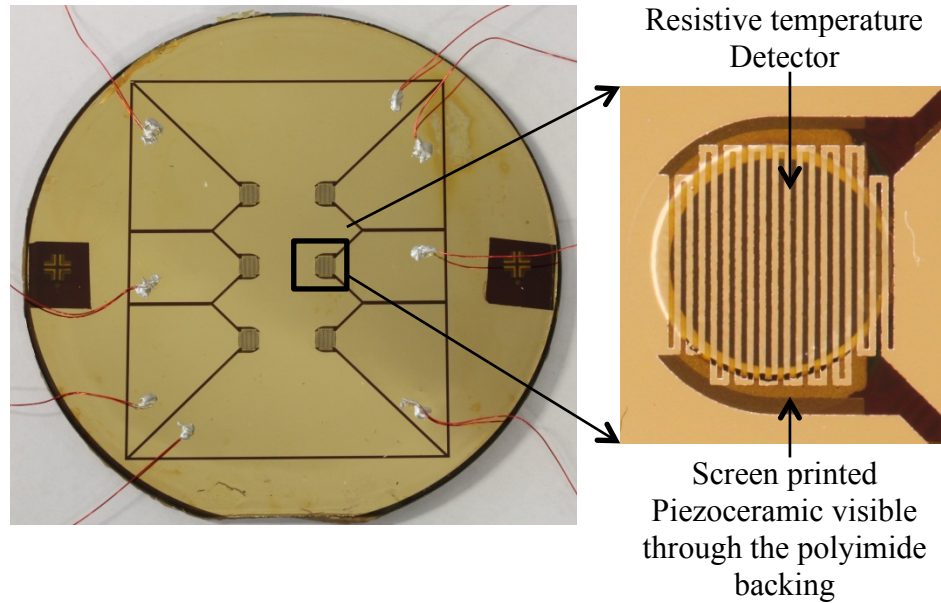 Resistive temperature
Detector
Screen printed
Piezoceramic visible
through the polyimide
backing